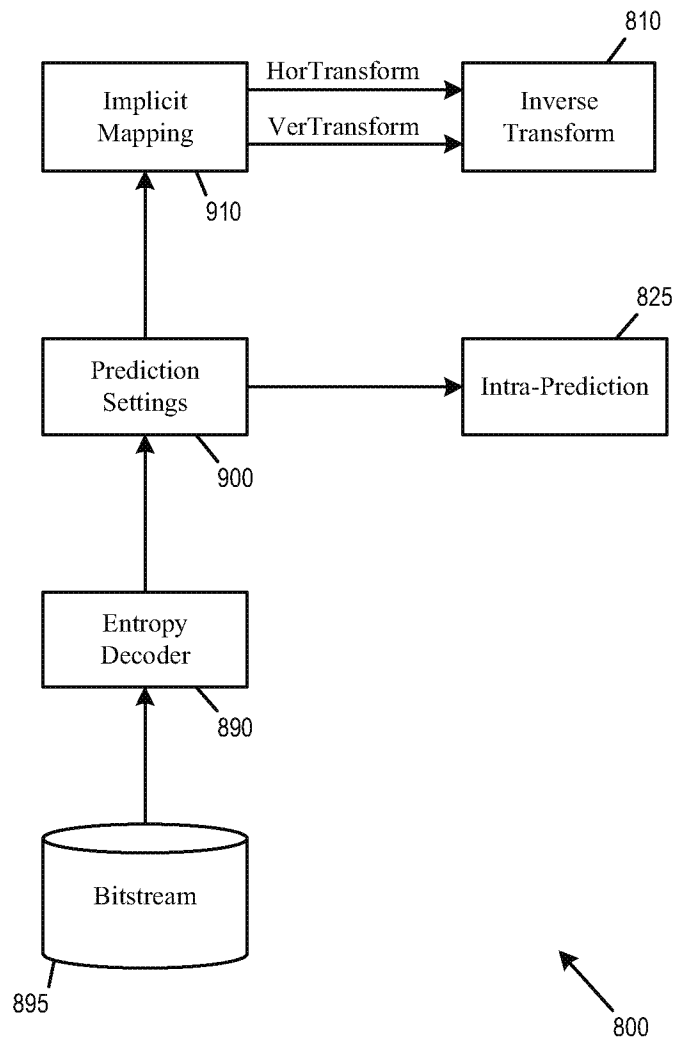 810
HorTransform
Implicit
Mapping
Inverse
Transform
VerTransform
910
825
Prediction
Settings
Intra-Prediction
900
Entropy
Decoder
890
Bitstream
895
800